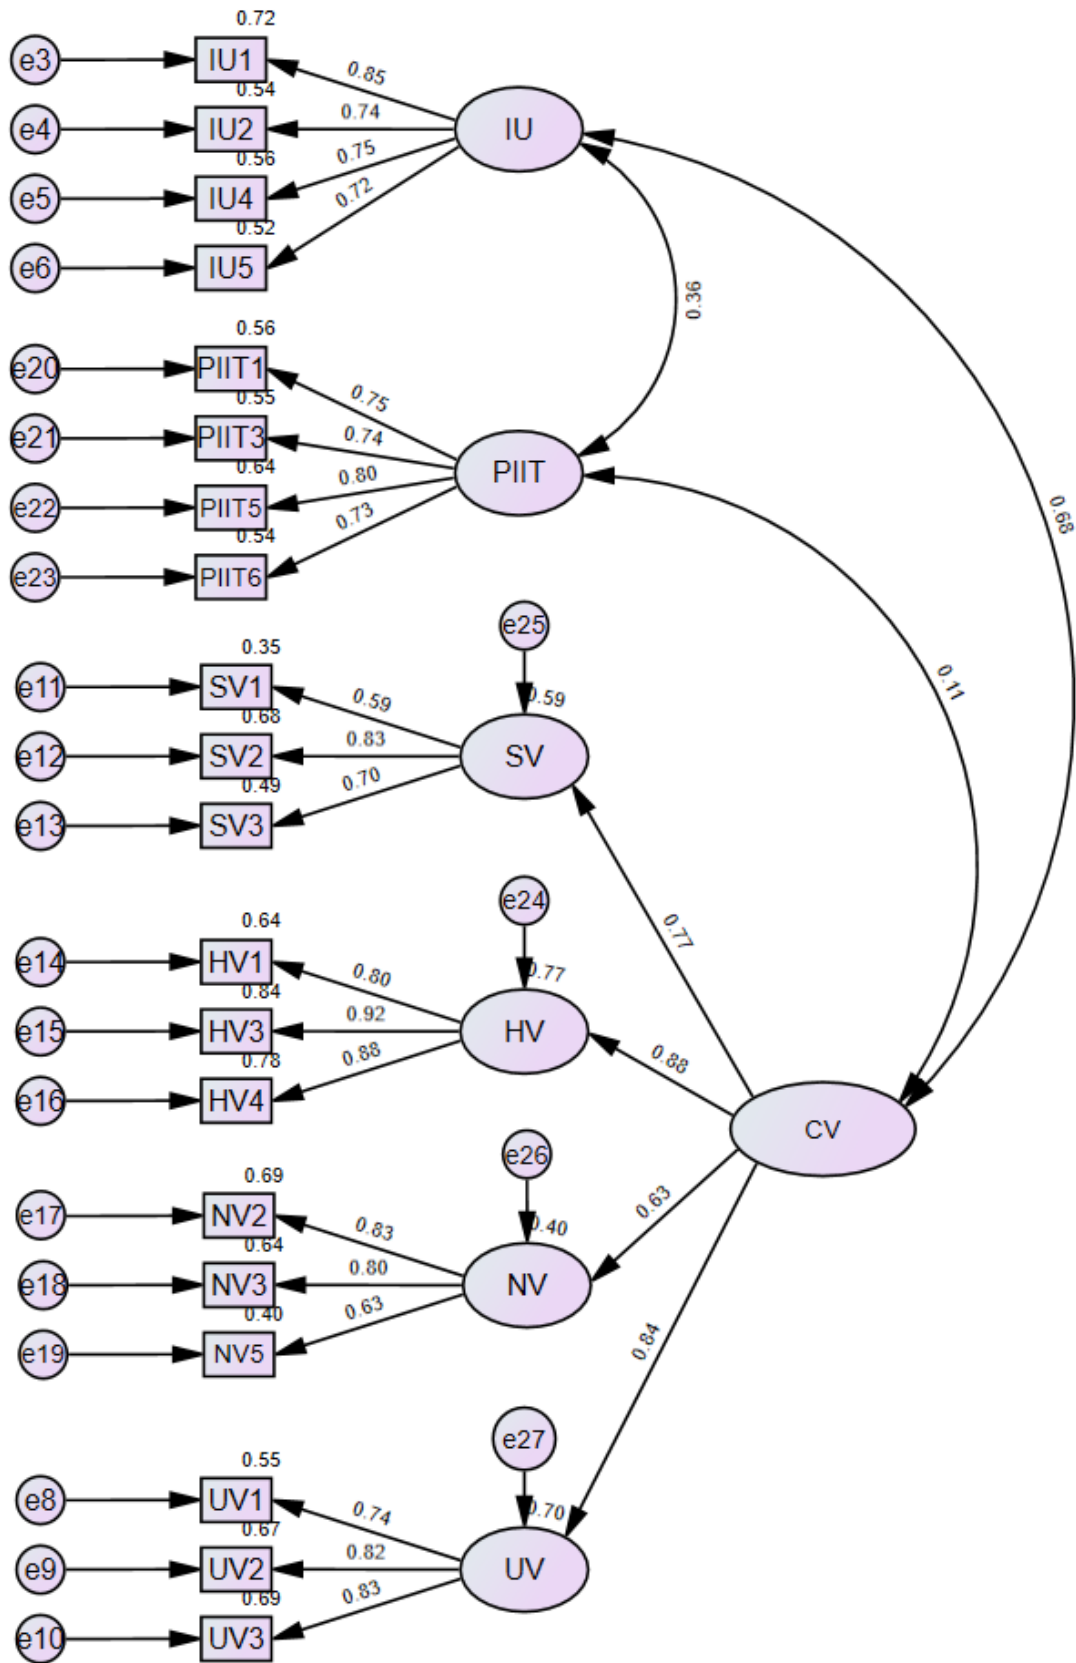 0.72
e3 IU1 0.85
0.54
e4 IU2 0.74 IU
0.56
e5 IU4 0.75
0.52
e6 IU5 0.72
0.36
0.56
e20 PIIT1 0.75
0.55
e21 PIIT3 0.74 PIIT
0.64
e22 PIIT5 0.80
0.54
e23 PIIT6 0.73
0.68
0.11
e25
0.35 0.59
e11 SV1 0.59
0.68
e12 SV2 0.83 SV
0.49
e13 SV3 0.70
0.77
e24
0.64 0.77
e14 HV1 0.80
0.84
e15 HV3 0.92 HV
0.78
e16 HV4 0.88
0.88
CV
e26
0.69 0.40
e17 NV2 0.83
0.64
e18 NV3 0.80 NV
0.40
e19 NV5 0.63
0.63
0.84
e27
0.55 0.70
e8 UV1 0.74
0.67
e9 UV2 0.82 UV
0.69
e10 UV3 0.83